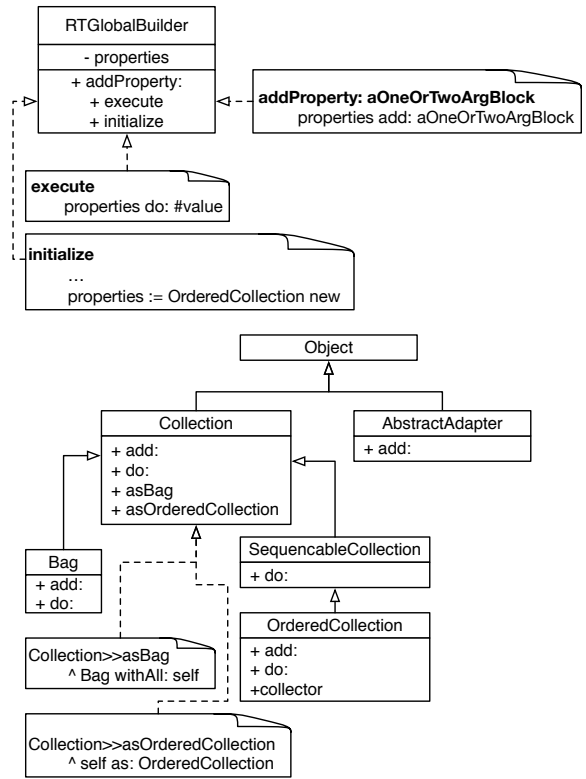 RTGlobalBuilder
- properties
+ addProperty:
+ execute
+ initialize
addProperty: aOneOrTwoArgBlock
properties add: aOneOrTwoArgBlock
execute
properties do: #value
initialize
...
properties := OrderedCollection new
Object
Collection
+ add:
+ do:
+ asBag
+ asOrderedCollection
AbstractAdapter
+ add:
Bag
+ add:
+ do:
SequencableCollection
+ do:
OrderedCollection
+ add:
+ do:
+collector
Collection>>asBag
^ Bag withAll: self
Collection>>asOrderedCollection
^ self as: OrderedCollection